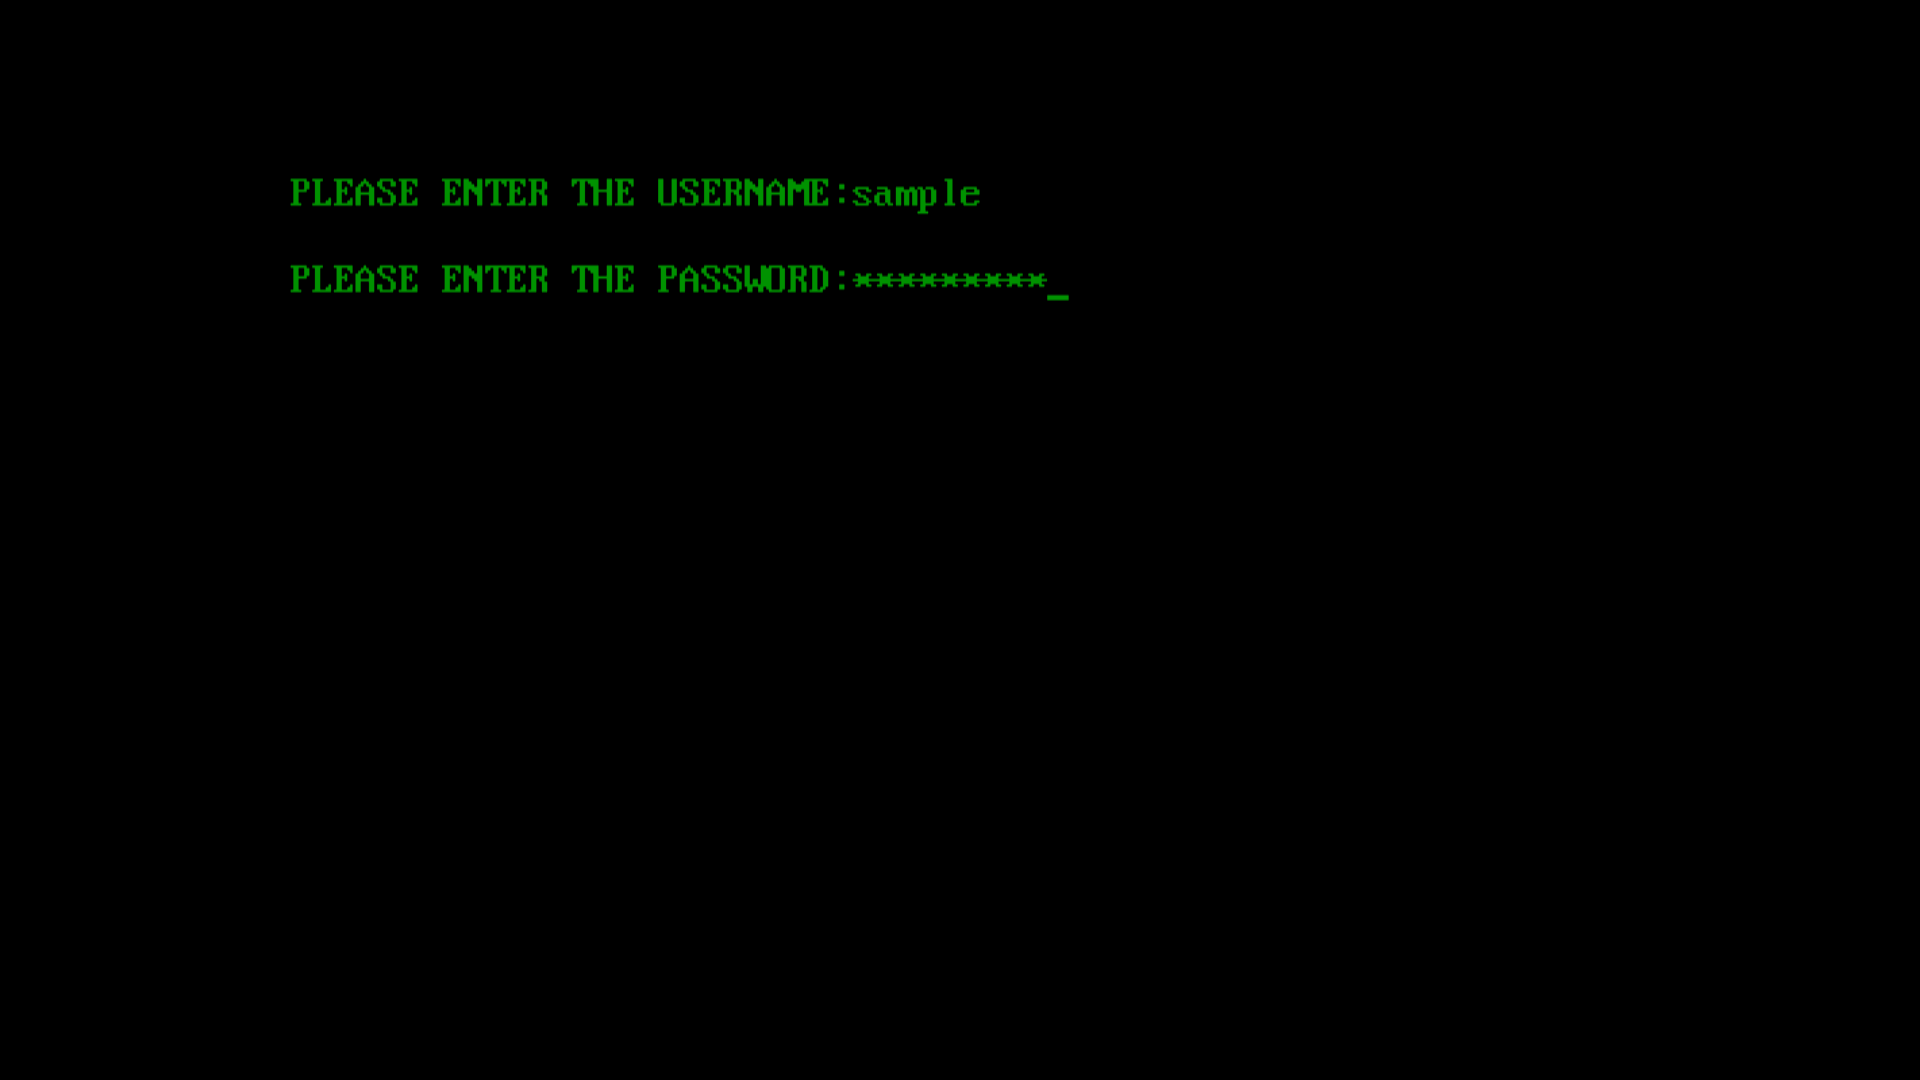 PLEASE ENTER THE USERNAME:sample
PLEASE ENTER THE PASSWORD:*********_